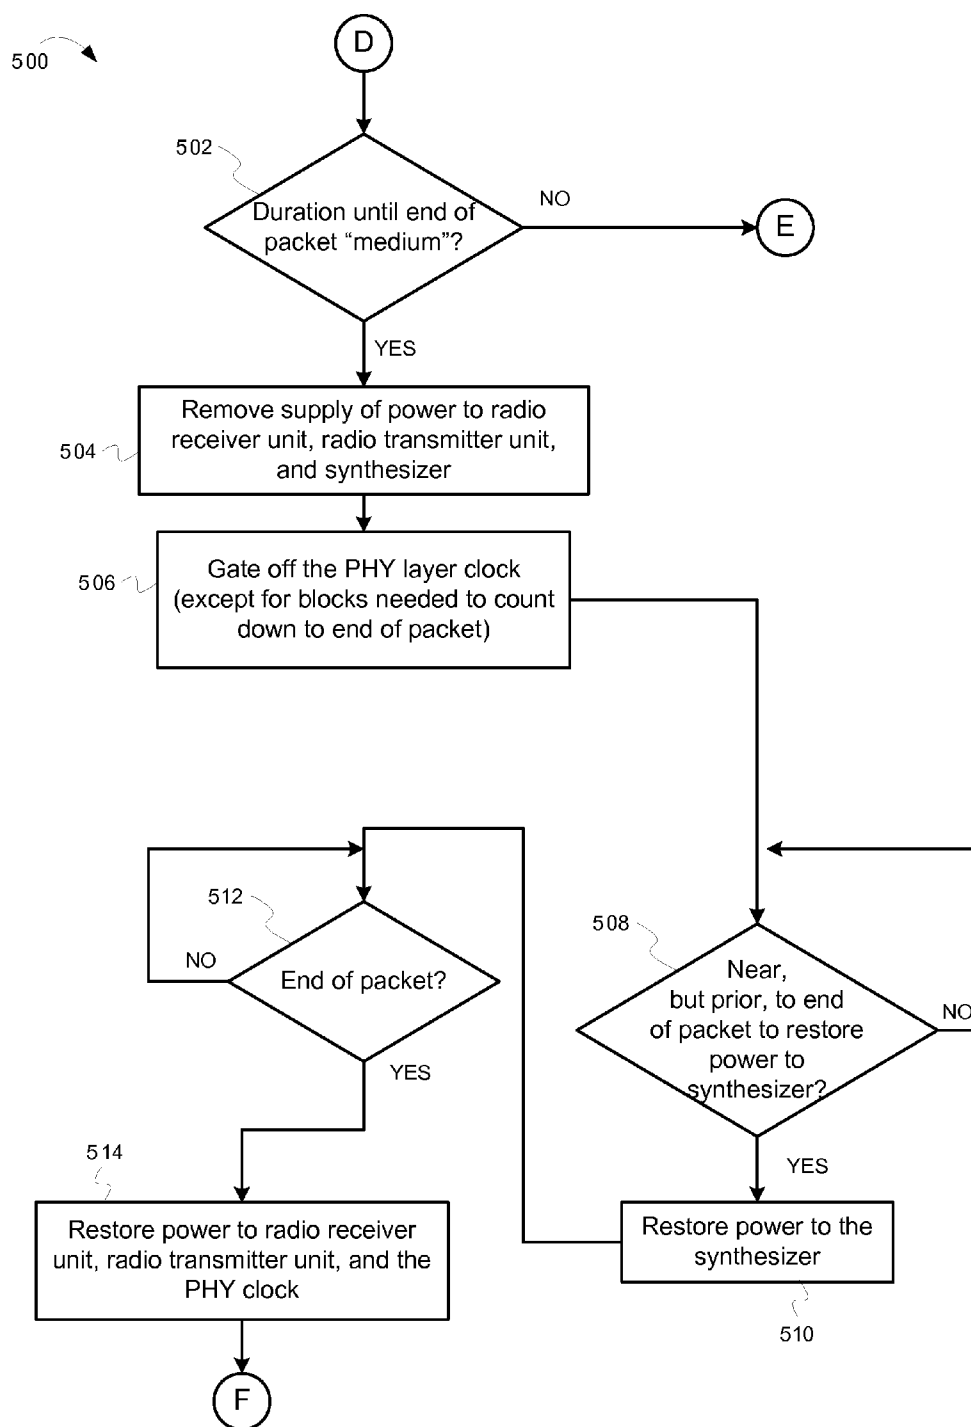 500
D
502
Duration until end of
packet “medium”?
NO
E
YES
504
Remove supply of power to radio
receiver unit, radio transmitter unit,
and synthesizer
506
Gate off the PHY layer clock
(except for blocks needed to count
down to end of packet)
508
Near,
but prior, to end
of packet to restore
power to
synthesizer?
NO
YES
Restore power to the
synthesizer
510
512
End of packet?
NO
YES
514
Restore power to radio receiver
unit, radio transmitter unit, and the
PHY clock
F